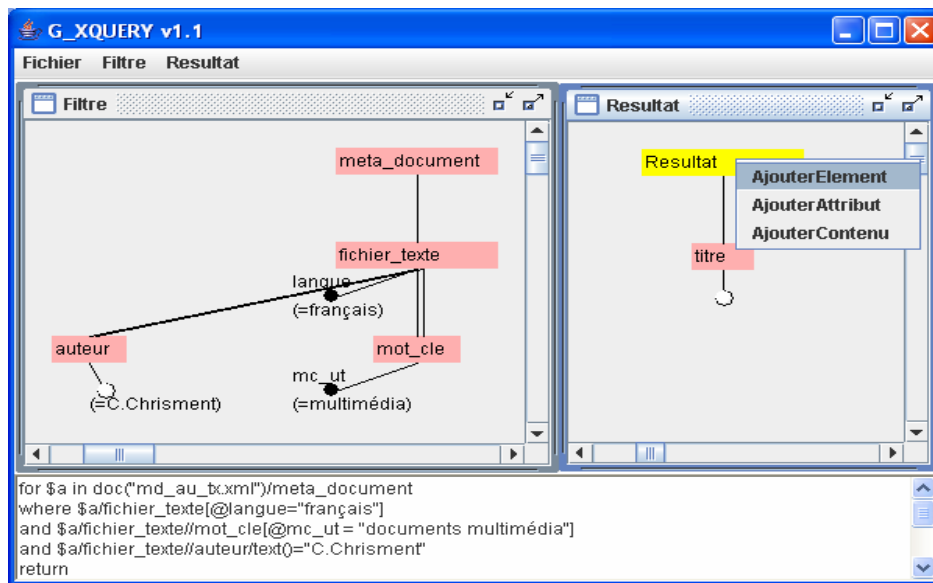 G_XQUERY v1.1
Fichier Filtre Resultat
Filtre
meta_document
fichier_texte
langue
(=français)
auteur
mot_cle
(=C.Chrisment)
mc_ut
(=multimédia)
Resultat
Resultat
AjouterElement
AjouterAttribut
AjouterContenu
titre
for $a in doc("md_au_tx.xml")/meta_document
where $a/fichier_texte[@langue="français"]
and $a/fichier_texte//mot_cle[@mc_ut = "documents multimédia"]
and $a/fichier_texte//auteur/text()="C.Chrisment"
return